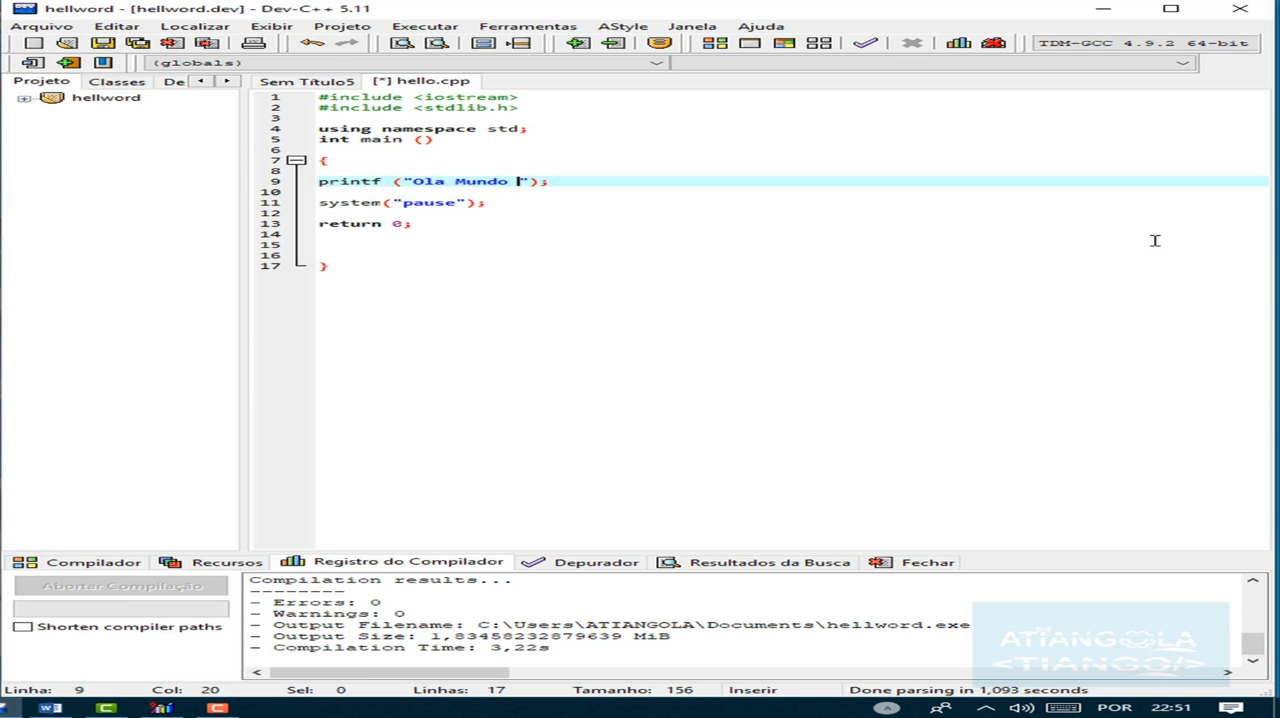 hellword - [hellword.dev] - Dev-C++ 5.11
Arquivo Editar Localizar Exibir Projeto Executar Ferramentas AStyle Janela Ajuda
TDM-GCC 4.9.2 64-bit
(globals)
Projeto Classes De Sem Título5 [*] hello.cpp
hellword
1 #include <iostream>
2 #include <stdlib.h>
3
4 using namespace std;
5 int main ()
6
7 {
8
9 printf ("Ola Mundo ");
10
11 system("pause");
12
13 return 0;
14
15
16
17 }
Compilador Recursos Registro do Compilador Depurador Resultados da Busca Fechar
Abortar Compilação
Shorten compiler paths
Compilation results...
--------
- Errors: 0
- Warnings: 0
- Output Filename: C:\Users\ATIANGOLA\Documents\hellword.exe
- Output Size: 1,83458232879639 MiB
- Compilation Time: 3,22s
ATIANGOLA
<TIANGO/>
Linha: 9 Col: 20 Sel: 0 Linhas: 17 Tamanho: 156 Inserir Done parsing in 1,093 seconds
POR 22:51